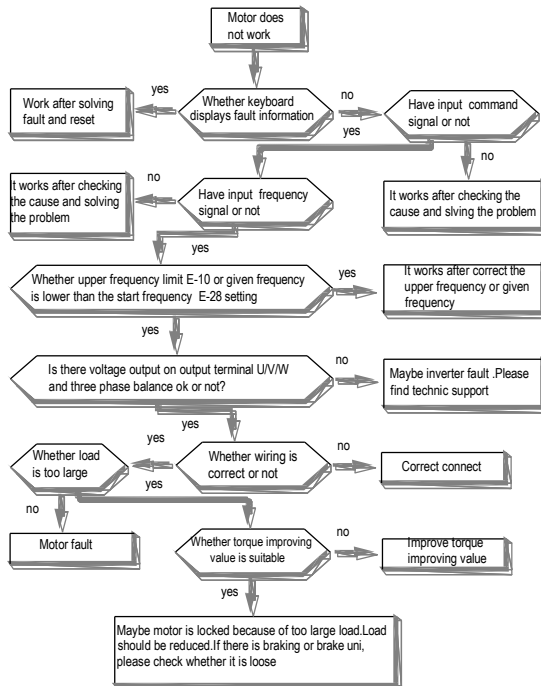 Motor does
not work
yes
Whether keyboard
displays fault information
no
Work after solving
fault and reset
Have input command
signal or not
yes
no
It works after checking
the cause and solving
the problem
no
Have input frequency
signal or not
It works after checking the
cause and slving the problem
yes
Whether upper frequency limit E-10 or given frequency
is lower than the start frequency E-28 setting
yes
It works after correct the
upper frequency or given
frequency
yes
Is there voltage output on output terminal U/V/W
and three phase balance ok or not?
no
Maybe inverter fault .Please
find technic support
yes
Whether load
is too large
yes
Whether wiring is
correct or not
no
Correct connect
yes
no
Motor fault
Whether torque improving
value is suitable
no
Improve torque
improving value
yes
Maybe motor is locked because of too large load.Load
should be reduced.If there is braking or brake uni,
please check whether it is loose